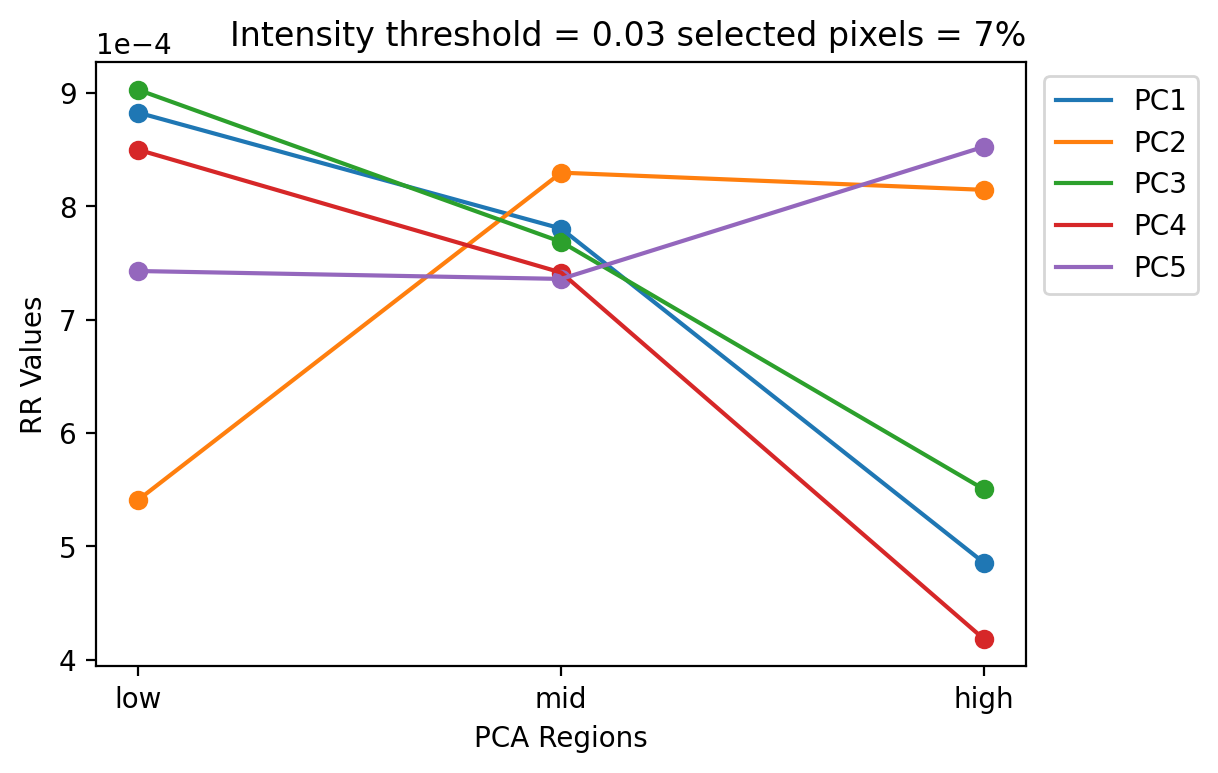 Intensity threshold = 0.03 selected pixels = 7%
1e−4
9
8
7
6
5
4
RR Values
low
mid
high
PCA Regions
PC1
PC2
PC3
PC4
PC5